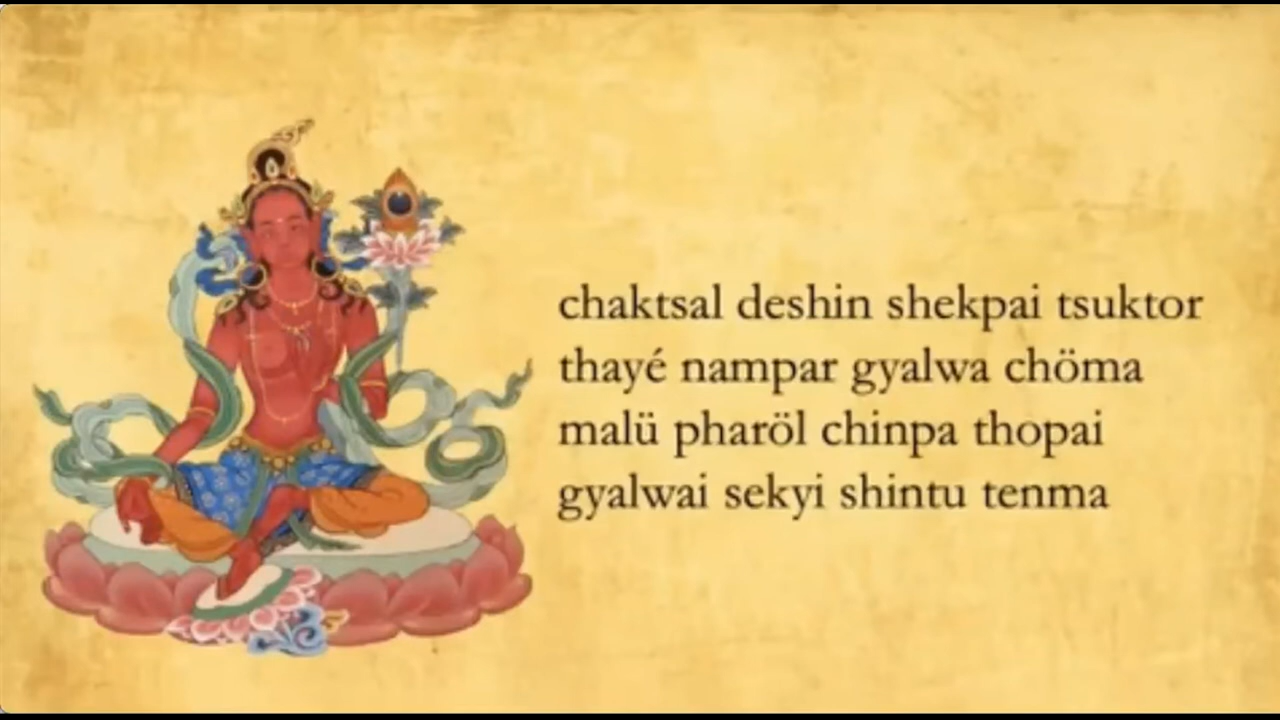 chaktsal deshin shekpai tsuktor
thayé nampar gyalwa chöma
malü pharöl chinpa thopai
gyalwai sekyi shintu tenma